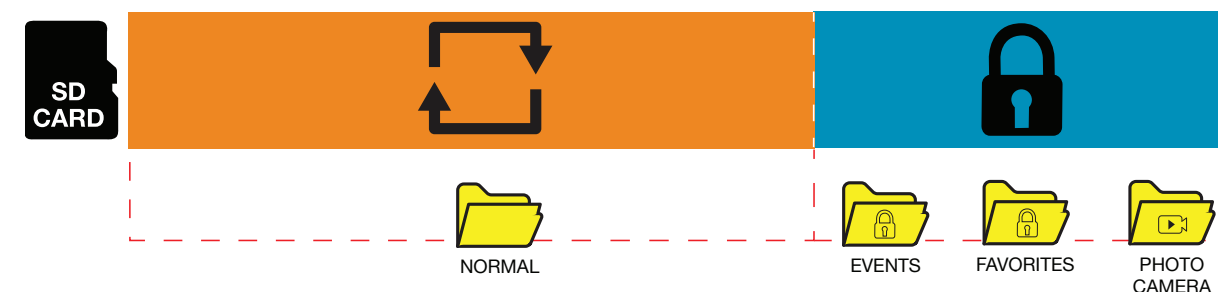 SD
CARD
NORMAL
EVENTS
FAVORITES
PHOTO
CAMERA